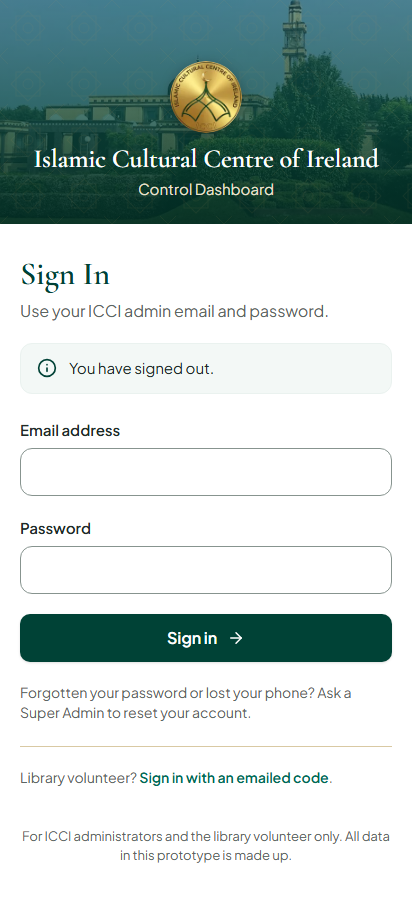 ISLAMIC CULTURAL CENTRE OF IRELAND
Islamic Cultural Centre of Ireland
Control Dashboard
Sign In
Use your ICCI admin email and password.
You have signed out.
Email address
Password
Sign in
Forgotten your password or lost your phone? Ask a
Super Admin to reset your account.
Library volunteer? Sign in with an emailed code.
For ICCI administrators and the library volunteer only. All data
in this prototype is made up.